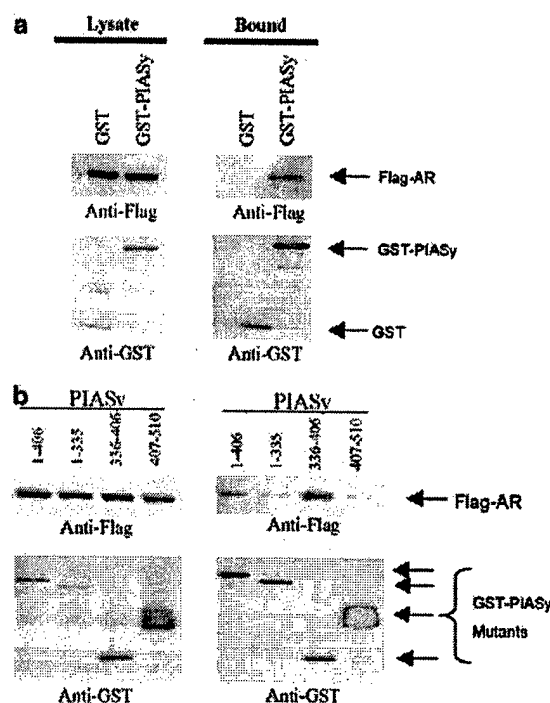 a
Lysate Bound
GST
GST-PIASy
GST
GST-PIASy
Flag-AR
Anti-Flag Anti-Flag
GST-PIASy
GST
Anti-GST Anti-GST
b
PIASy PIASy
1-406
1-335
336-406
407-510
1-406
1-335
336-406
407-510
Flag-AR
Anti-Flag Anti-Flag
GST-PIASy
Mutants
Anti-GST Anti-GST